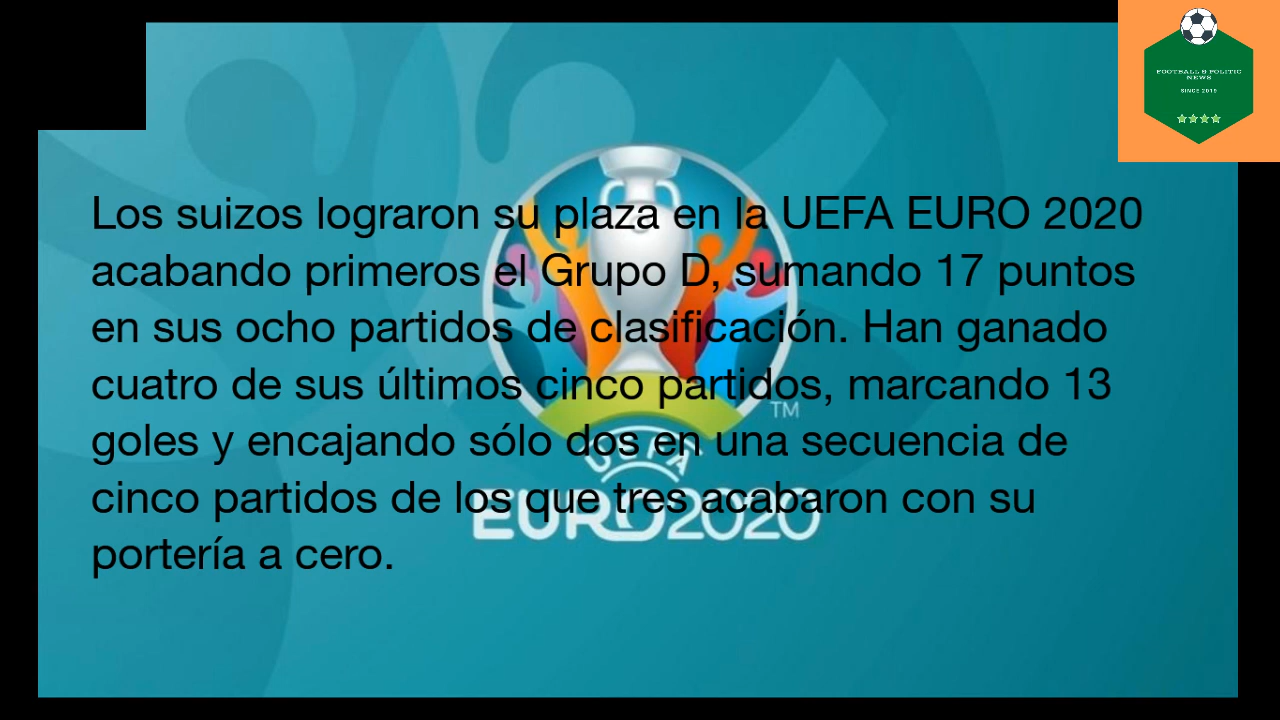 FOOTBALL & POLITIC
NEWS
SINCE 2019
Los suizos lograron su plaza en la UEFA EURO 2020
acabando primeros el Grupo D, sumando 17 puntos
en sus ocho partidos de clasificación. Han ganado
cuatro de sus últimos cinco partidos, marcando 13
goles y encajando sólo dos en una secuencia de
cinco partidos de los que tres acabaron con su
portería a cero.
TM
UEFA
EURO2020